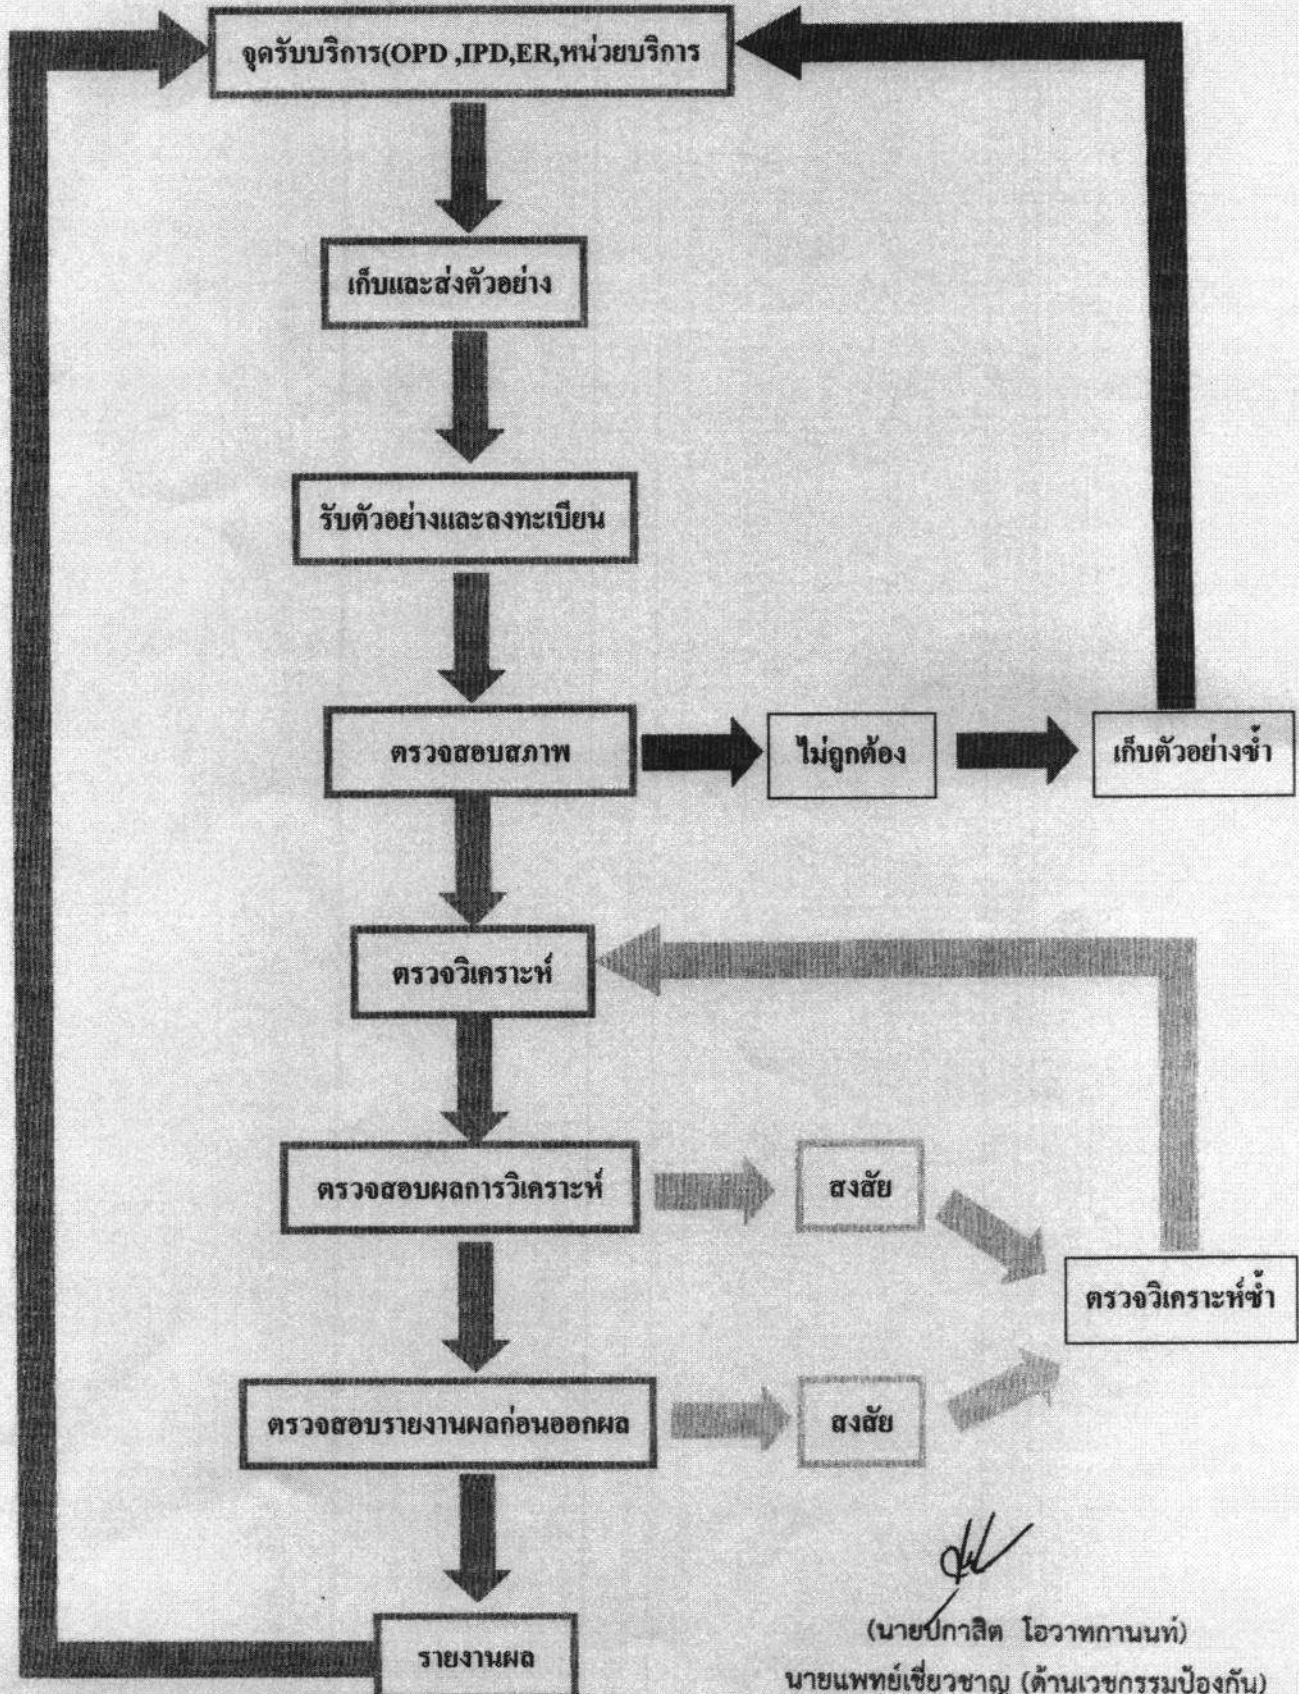 จุดรับบริการ(OPD ,IPD,ER,หน่วยบริการ
เก็บและส่งตัวอย่าง
รับตัวอย่างและลงทะเบียน
ตรวจสอบสภาพ
ไม่ถูกต้อง
เก็บตัวอย่างซ้ำ
ตรวจวิเคราะห์
ตรวจสอบผลการวิเคราะห์
สงสัย
ตรวจวิเคราะห์ซ้ำ
ตรวจสอบรายงานผลก่อนออกผล
สงสัย
รายงานผล
(นายปกาสิต โอวาทกานนท์)
นายแพทย์เชี่ยวชาญ (ด้านเวชกรรมป้องกัน)